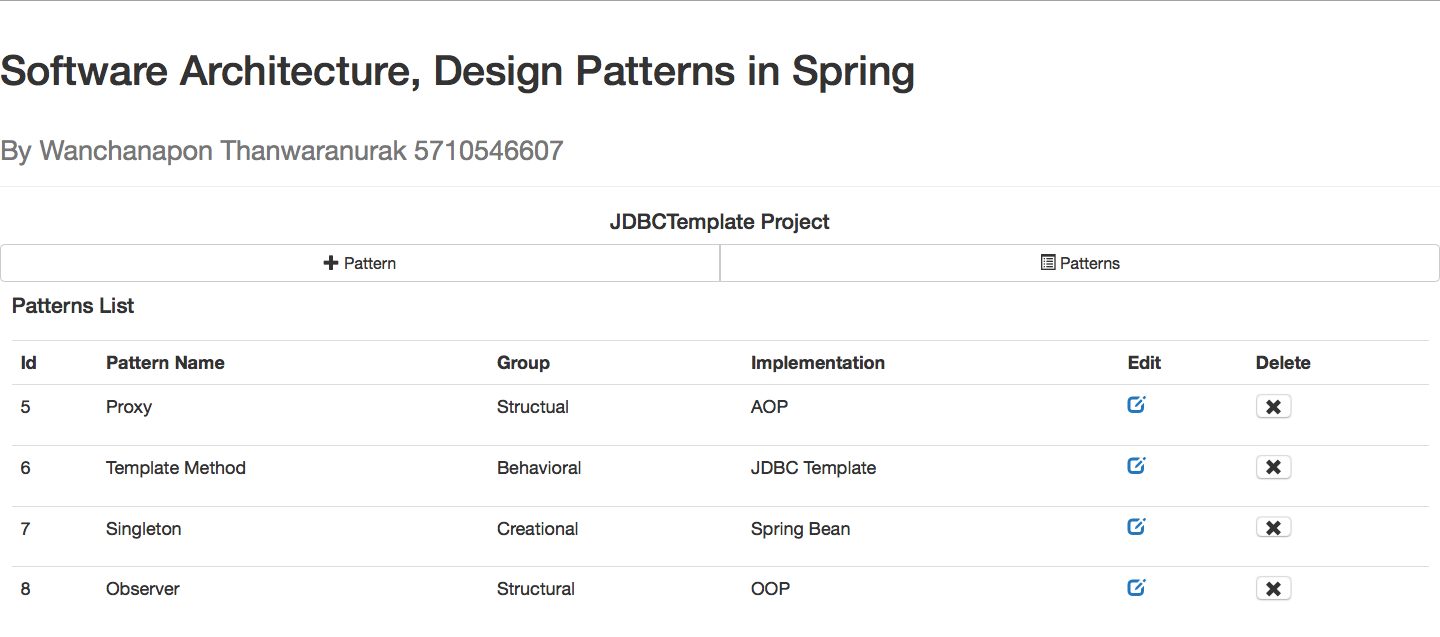 Software Architecture, Design Patterns in Spring
By Wanchanapon Thanwaranurak 5710546607
JDBCTemplate Project
Pattern Patterns
Patterns List
Id Pattern Name Group Implementation Edit Delete
5 Proxy Structual AOP
6 Template Method Behavioral JDBC Template
7 Singleton Creational Spring Bean
8 Observer Structural OOP